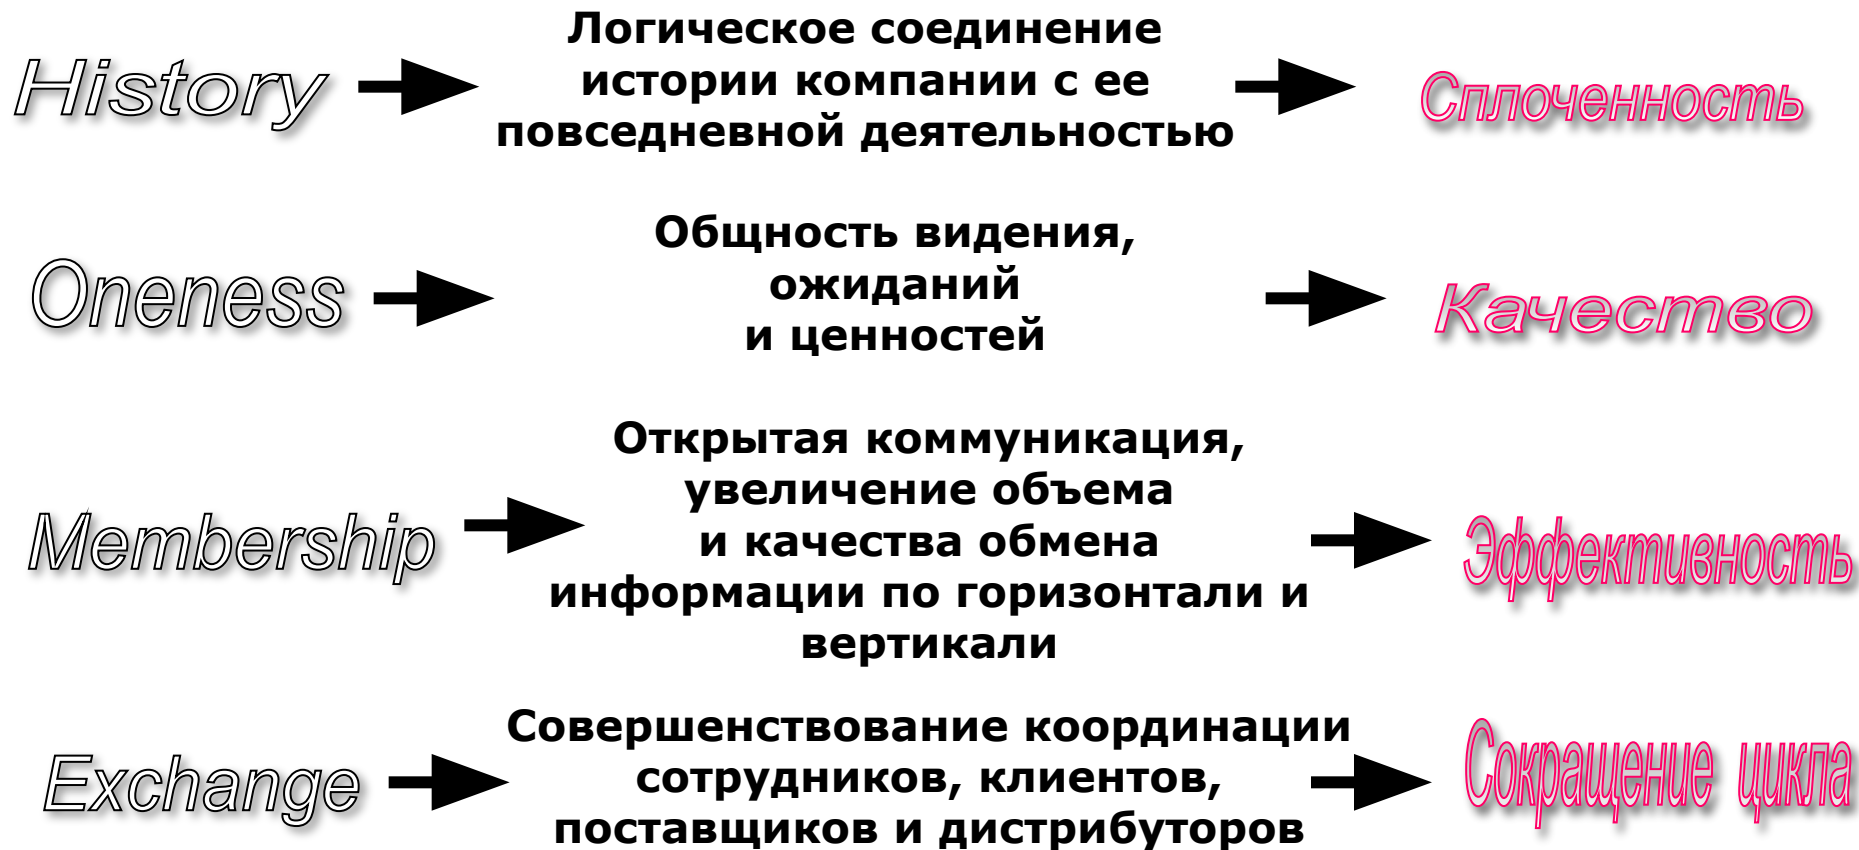 History
Логическое соединение
истории компании с ее
повседневной деятельностью
Сплоченность
Oneness
Общность видения,
ожиданий
и ценностей
Качество
Membership
Открытая коммуникация,
увеличение объема
и качества обмена
информации по горизонтали и
вертикали
Эффективность
Exchange
Совершенствование координации
сотрудников, клиентов,
поставщиков и дистрибуторов
Сокращение цикла